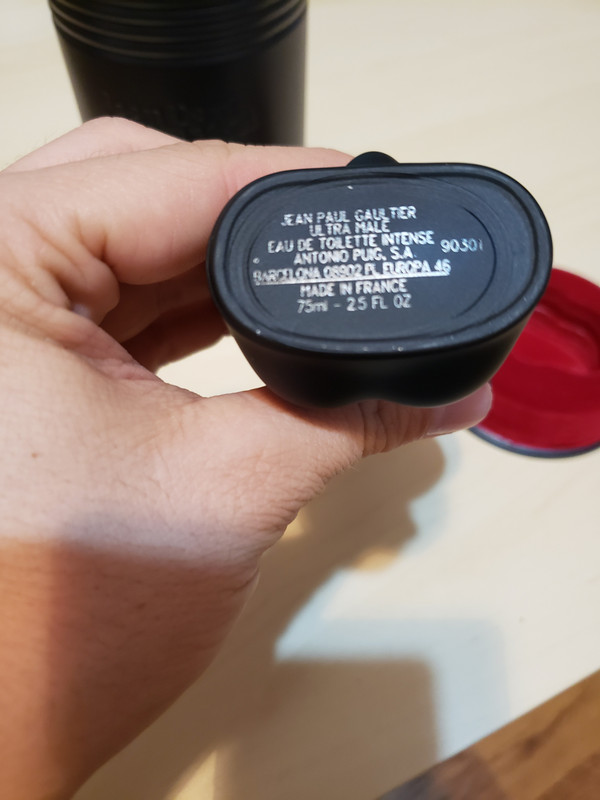 JEAN PAUL GAULTIER
ULTRA MALE
EAU DE TOILETTE INTENSE
90301
ANTONIO PUIG, S.A.
BARCELONA 08902 PL. EUROPA 46
MADE IN FRANCE
75ml - 2.5 FL OZ